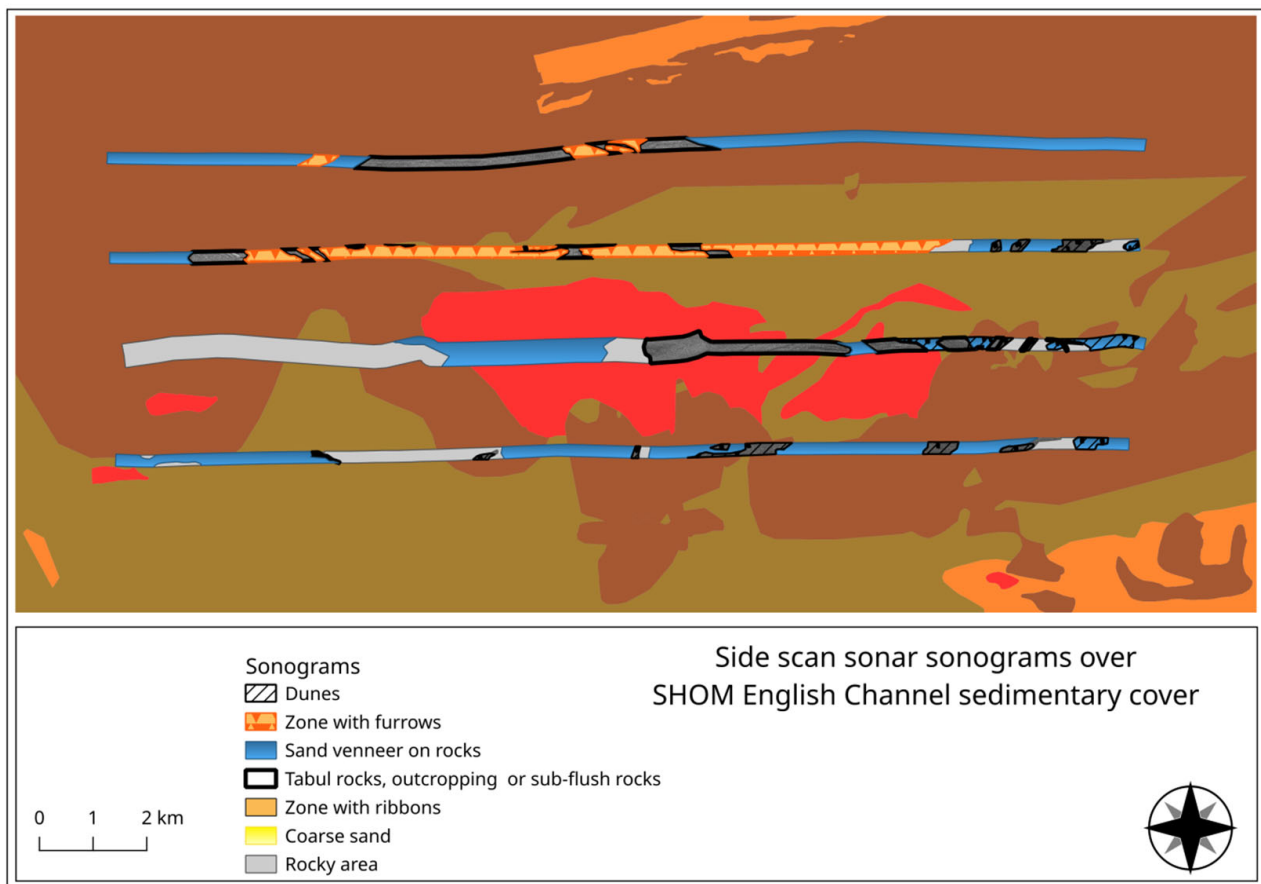 Side scan sonar sonograms over
SHOM English Channel sedimentary cover
Sonograms
Dunes
Zone with furrows
Sand venneer on rocks
Tabul rocks, outcropping or sub-flush rocks
Zone with ribbons
Coarse sand
Rocky area
0 1 2 km